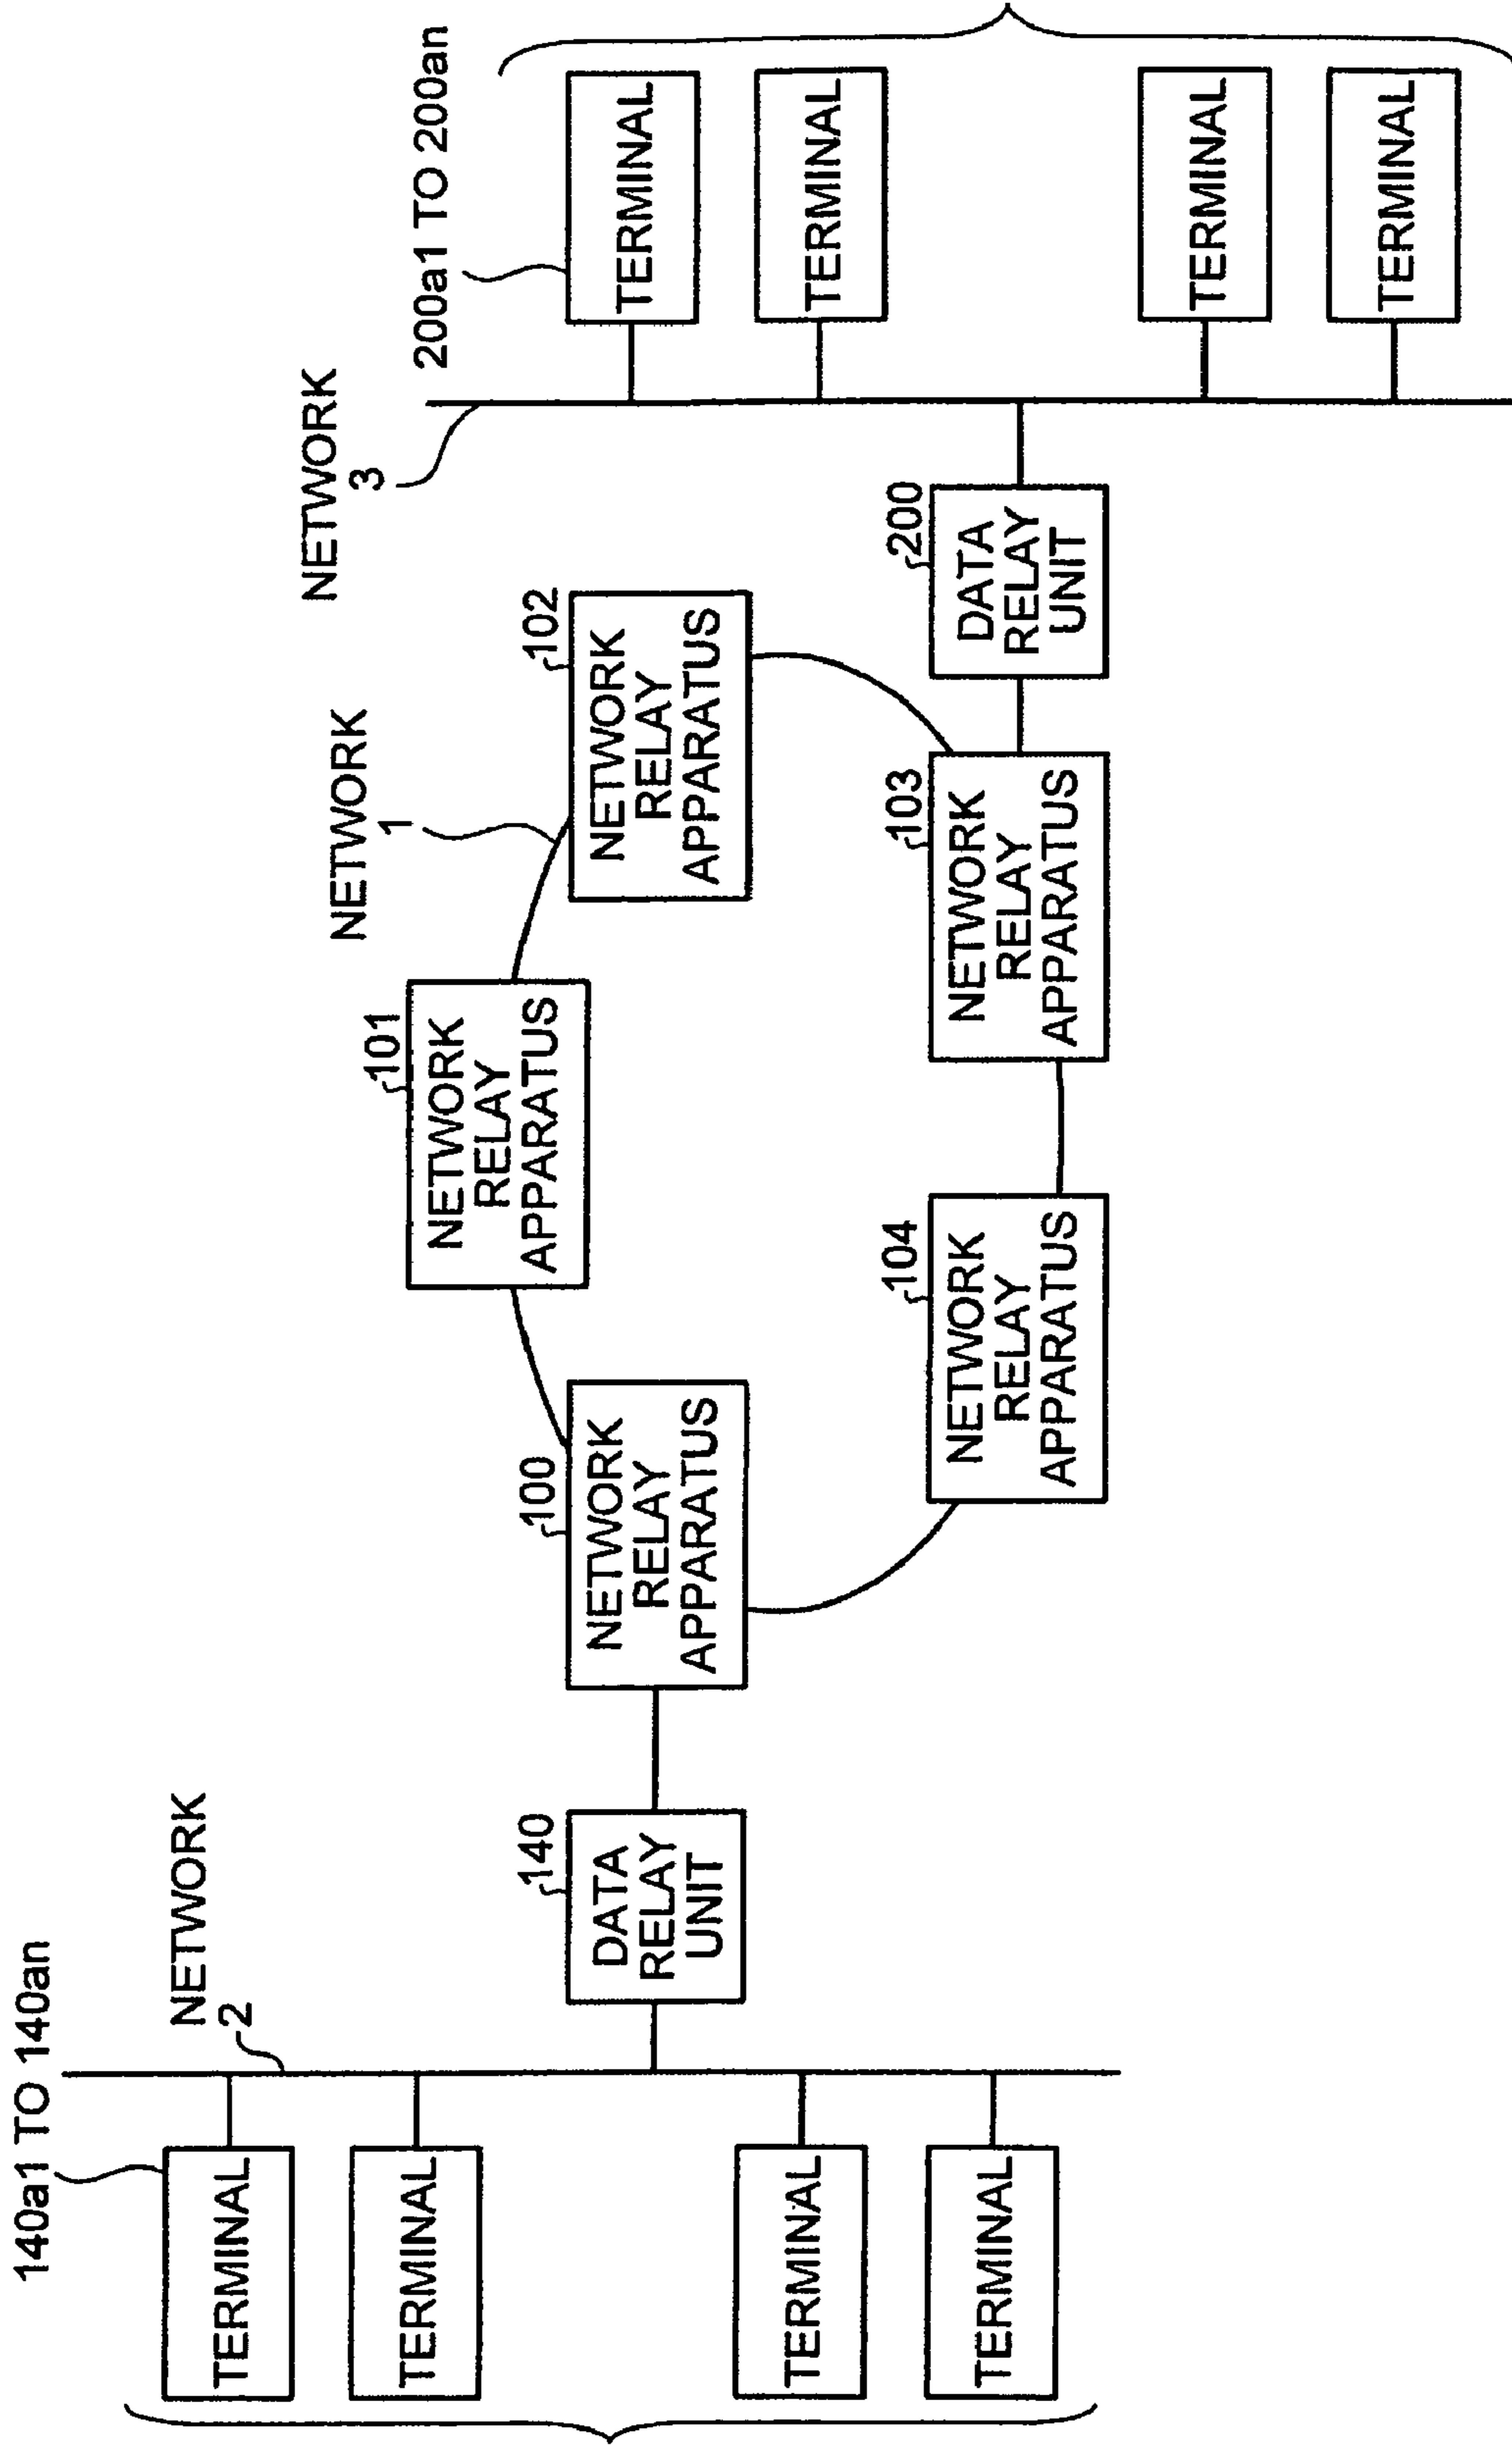 140a1 TO 140an
TERMINAL
TERMINAL
TERMINAL
TERMINAL
NETWORK
2
140
DATA
RELAY
UNIT
100
NETWORK
RELAY
APPARATUS
101
NETWORK
RELAY
APPARATUS
104
NETWORK
RELAY
APPARATUS
NETWORK
1
102
NETWORK
RELAY
APPARATUS
103
NETWORK
RELAY
APPARATUS
200
DATA
RELAY
UNIT
NETWORK
3
200a1 TO 200an
TERMINAL
TERMINAL
TERMINAL
TERMINAL